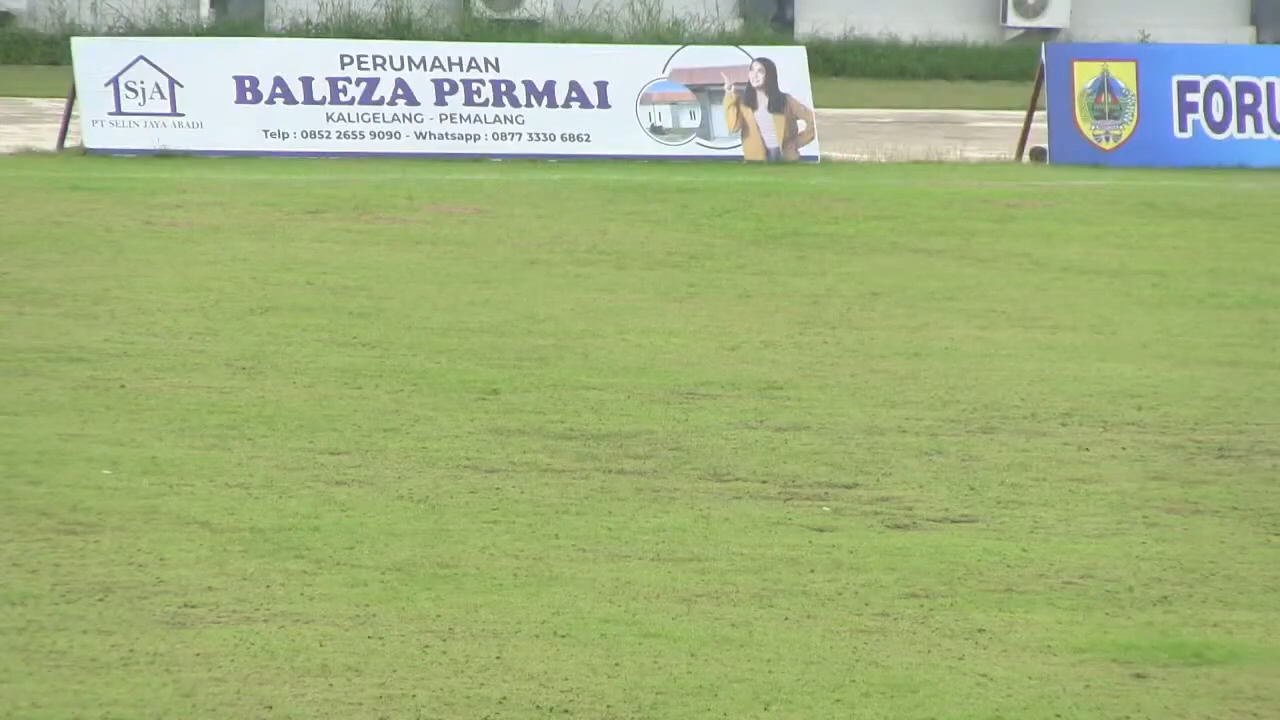 SjA
PT SELIN JAYA ABADI
PERUMAHAN
BALEZA PERMAI
KALIGELANG - PEMALANG
Telp : 0852 2655 9090 - Whatsapp : 0877 3330 6862
FORU